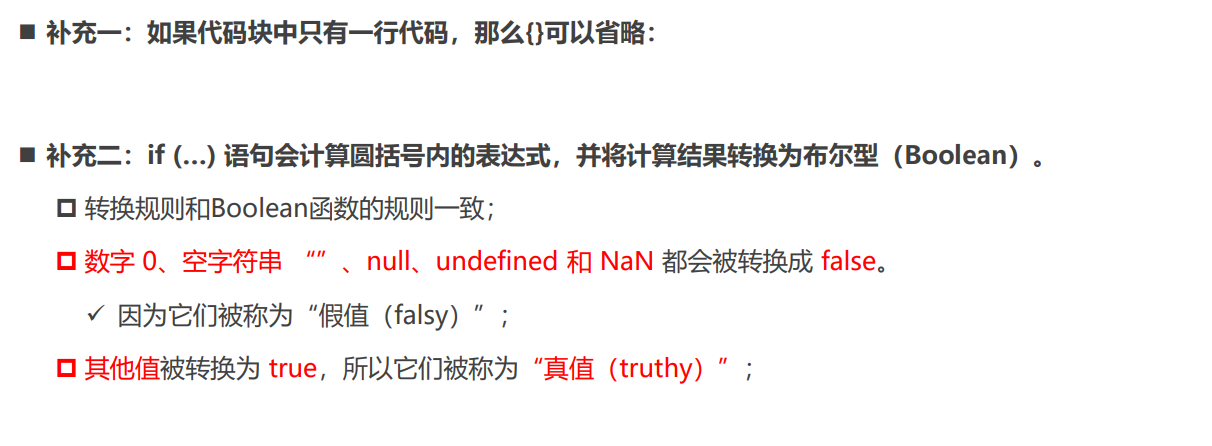 ■ 补充一：如果代码块中只有一行代码，那么{}可以省略：
■ 补充二：if (…) 语句会计算圆括号内的表达式，并将计算结果转换为布尔型（Boolean）。
转换规则和Boolean函数的规则一致；
数字 0、空字符串 “”、null、undefined 和 NaN 都会被转换成 false。
✓ 因为它们被称为“假值（falsy）”；
其他值被转换为 true，所以它们被称为“真值（truthy）”；